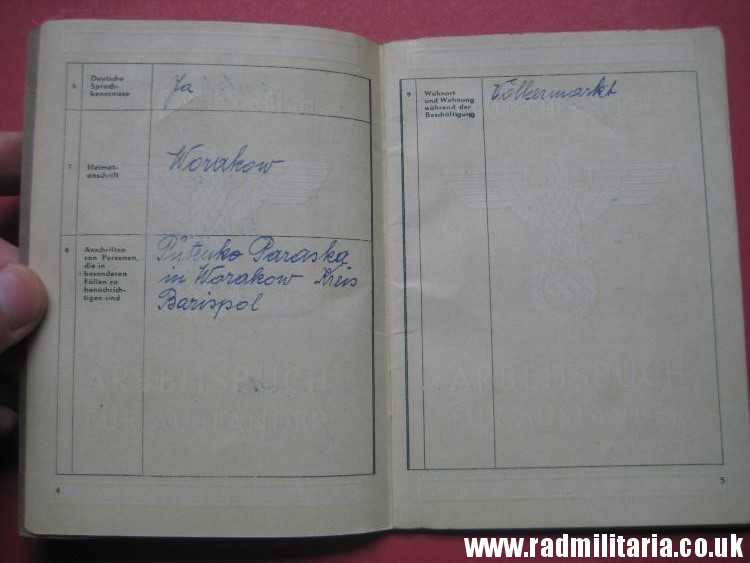 6 Deutsche
Sprach-
kenntnisse
Ja
7. Heimat-
anschrift
Worakow
8 Anschriften
von Personen,
die in
besonderen
Fällen zu
benachrich-
tigen sind
Paraska
in Worakow Kreis
Barispol
ARBEITSBUCH
FÜR AUSLÄNDER
4
9 Wohnort
und Wohnung
während der
Beschäftigung
Völkermarkt
ARBEITSBUCH
FÜR AUSLÄNDER
5
www.radmilitaria.co.uk